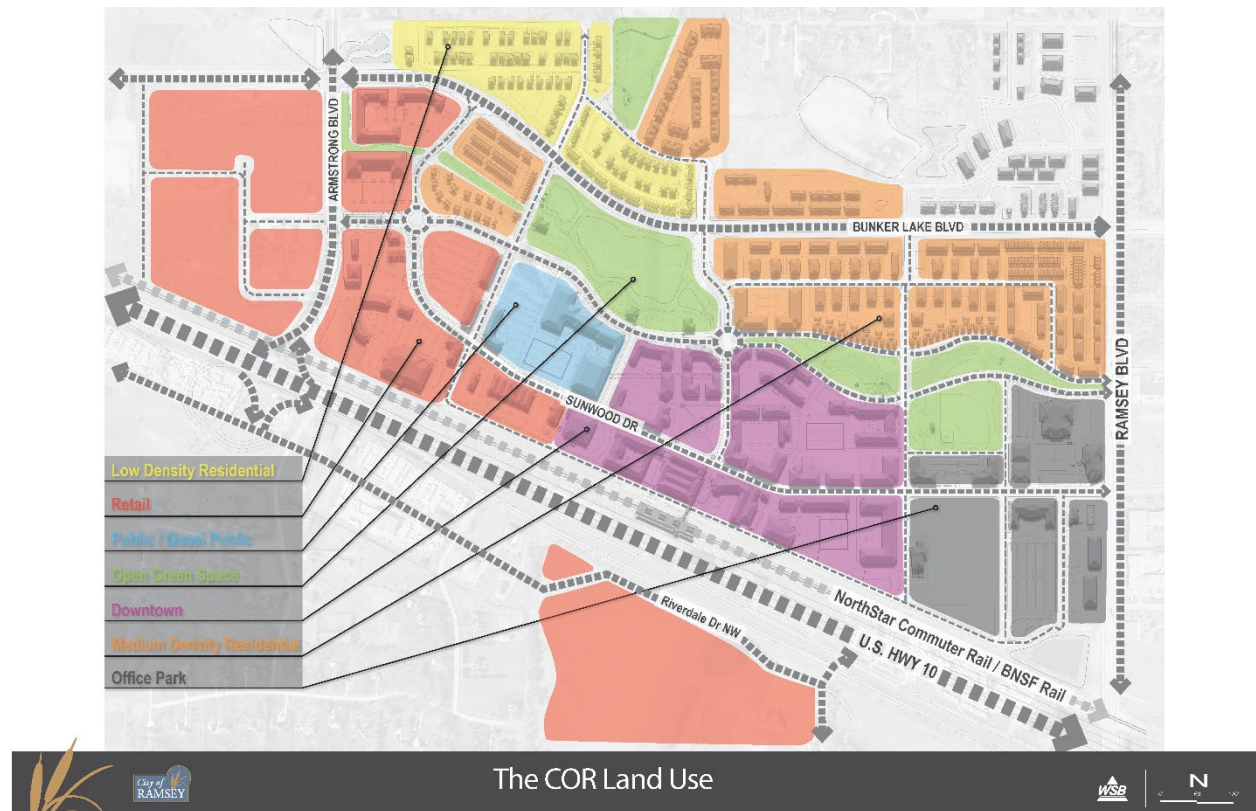 ARMSTRONG BLVD
BUNKER LAKE BLVD
RAMSEY BLVD
SUNWOOD DR
Low Density Residential
Retail
Public / Quasi Public
Open Green Space
Downtown
Medium Density Residential
Office Park
Riverdale Dr NW
NorthStar Commuter Rail / BNSF Rail
U.S. HWY 10
City of
RAMSEY
The COR Land Use
WSB
N
0